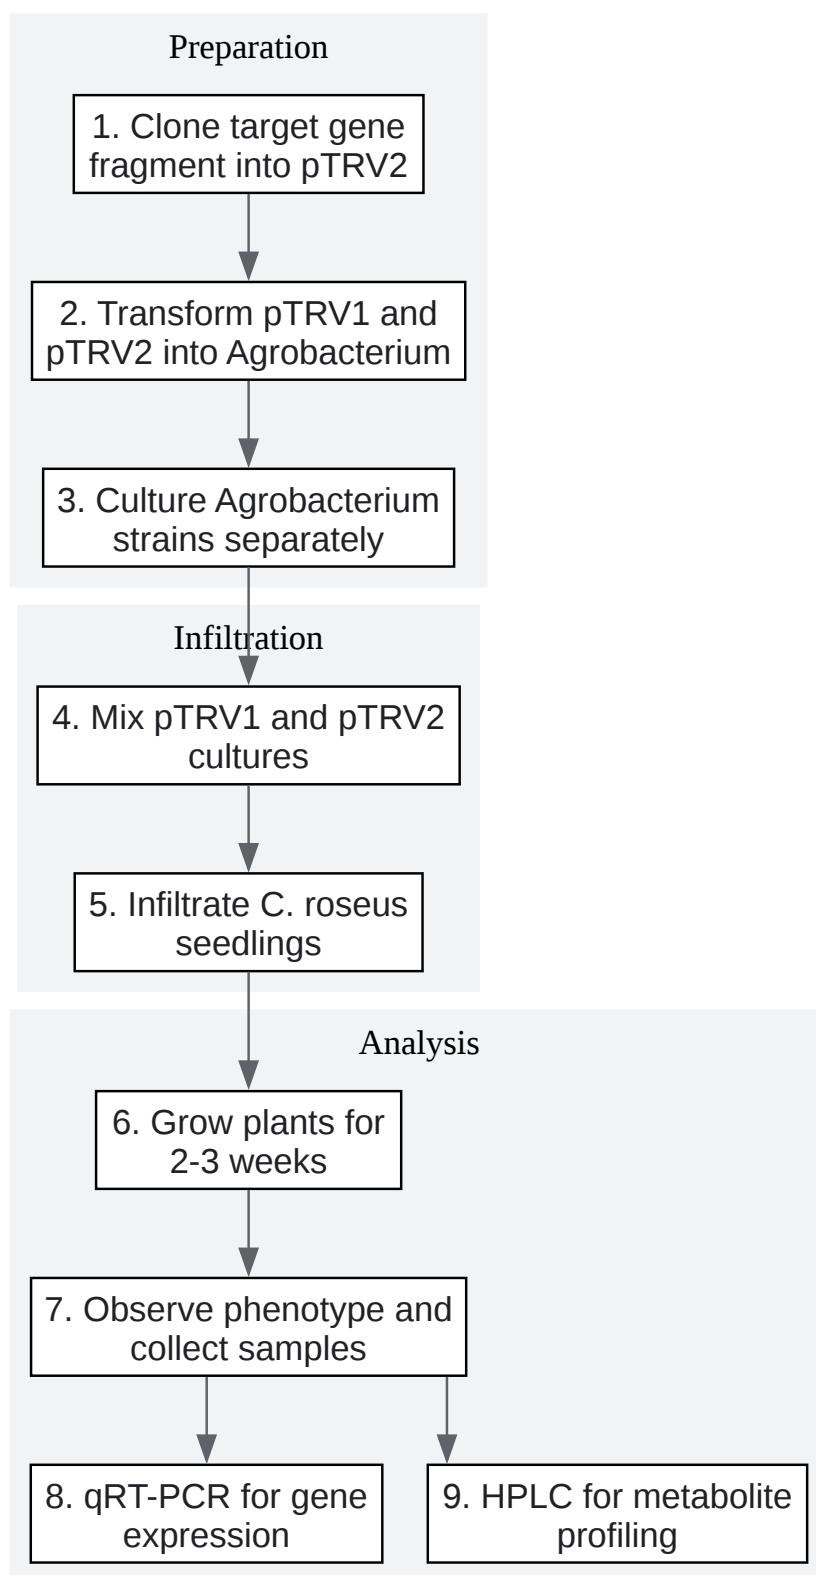 Preparation
1. Clone target gene
fragment into pTRV2
2. Transform pTRV1 and
pTRV2 into Agrobacterium
3. Culture Agrobacterium
strains separately
Infiltration
4. Mix pTRV1 and pTRV2
cultures
5. Infiltrate C. roseus
seedlings
Analysis
6. Grow plants for
2-3 weeks
7. Observe phenotype and
collect samples
8. qRT-PCR for gene
expression
9. HPLC for metabolite
profiling